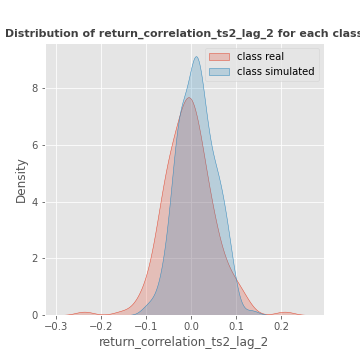 Distribution of return_correlation_ts2_lag_2 for each class
class real
class simulated
Density
8
6
4
2
0
−0.3 −0.2 −0.1 0.0 0.1 0.2
return_correlation_ts2_lag_2